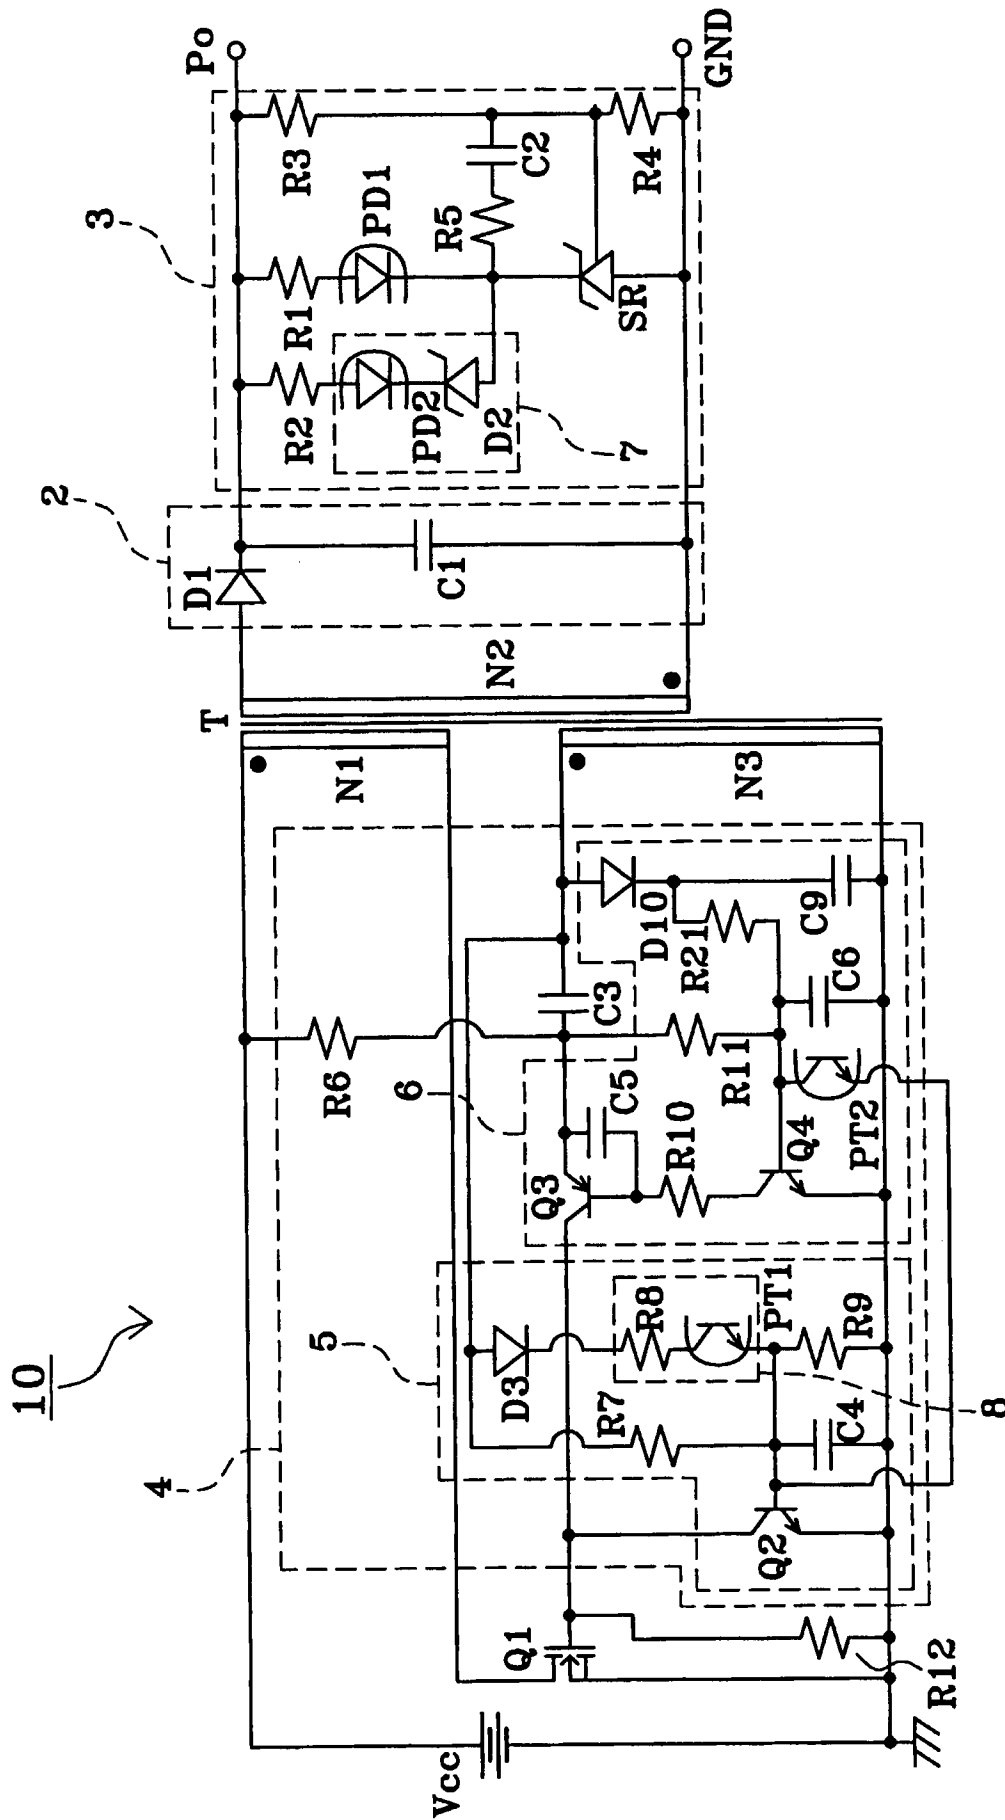 10
4
5
6
2
3
T
D1
Po
R6
N1
R2
R1
R3
PD1
PD2
R5
C2
D2
7
C1
N2
SR
R4
GND
Vcc
Q1
Q3
C5
C3
D3
R8
R7
PT1
R10
R11
R21
D10
N3
Q2
C4
R9
Q4
PT2
C6
C9
R12
8